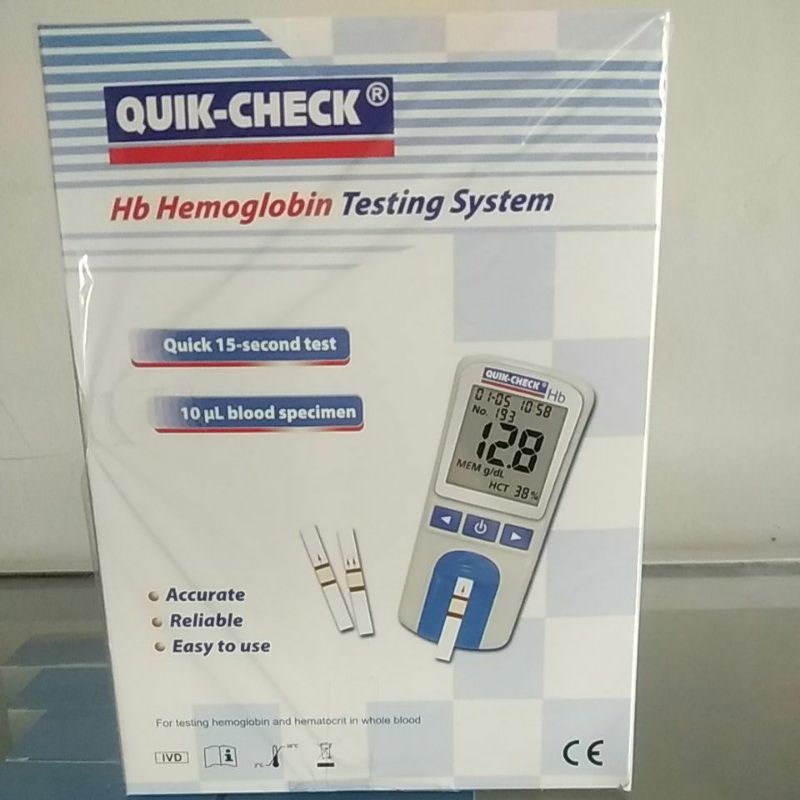 QUIK-CHECK®
Hb Hemoglobin Testing System
Quick 15-second test
10 µL blood specimen
QUIK-CHECK®
Hb
01-05 10:58
No. 193
12.8
MEM g/dL
HCT 38%
Accurate
Reliable
Easy to use
For testing hemoglobin and hematocrit in whole blood
IVD
i
CE